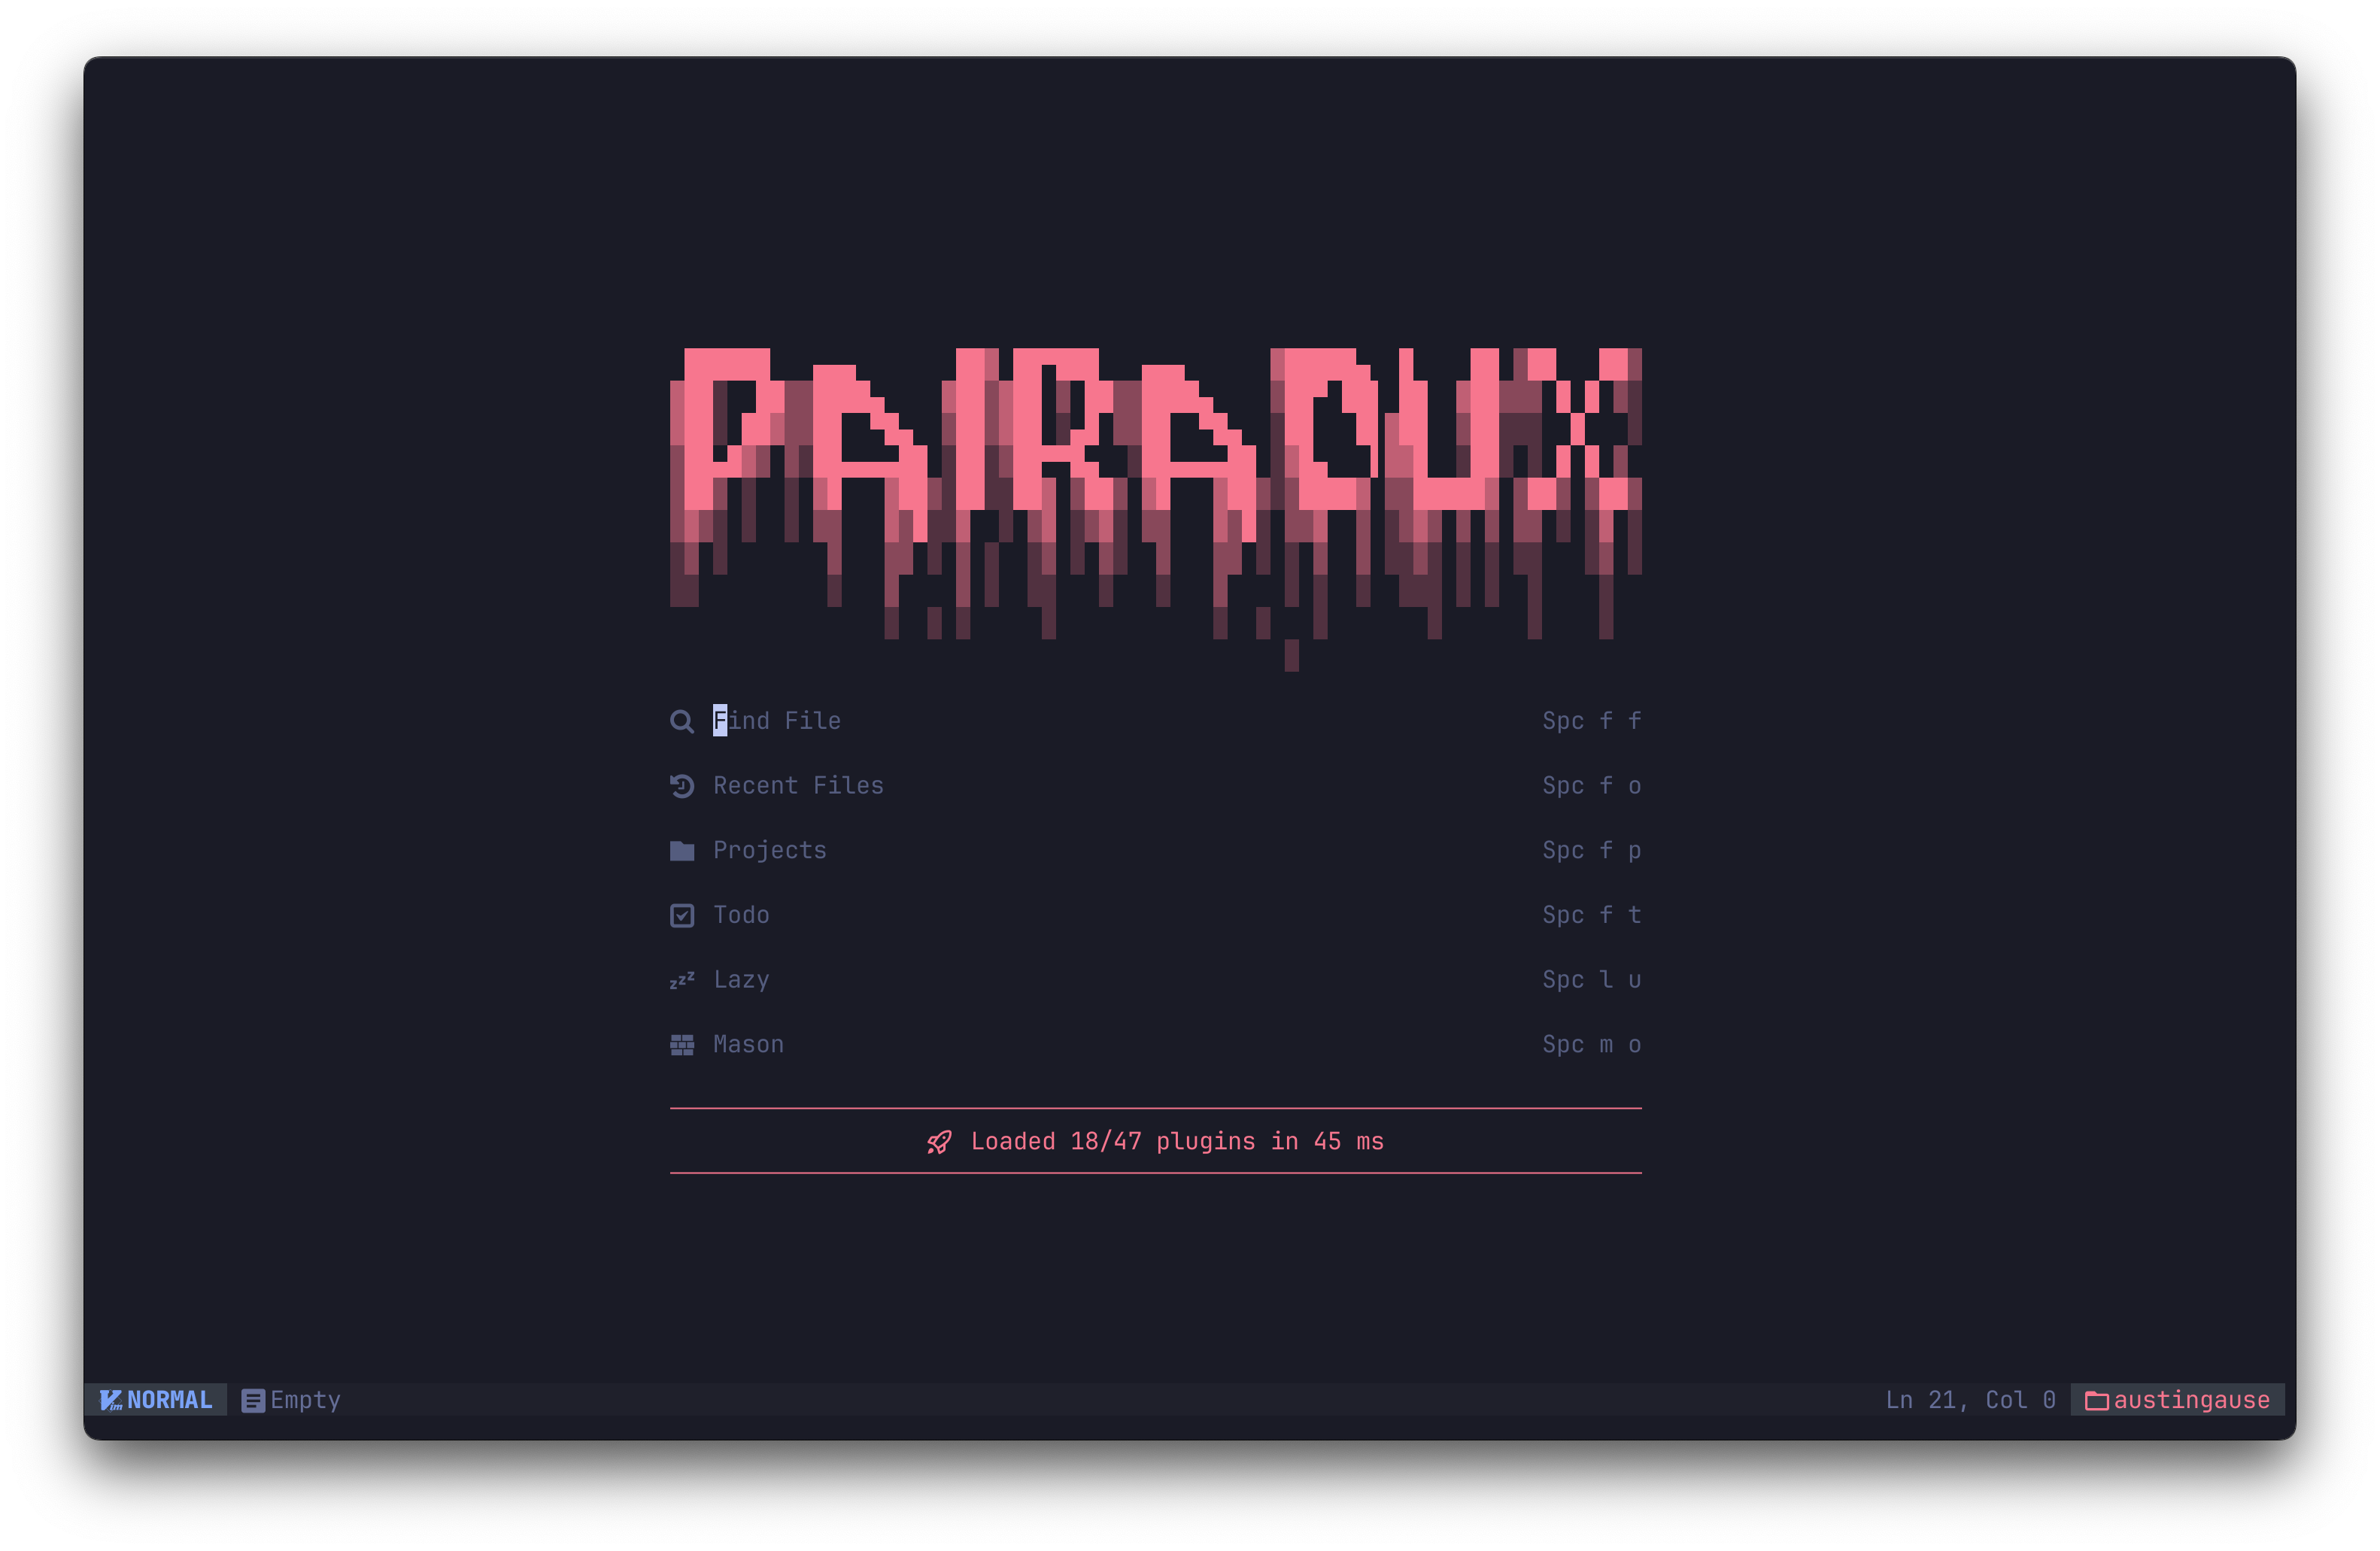 PAIRADUX
Find File Spc f f
Recent Files Spc f o
Projects Spc f p
Todo Spc f t
Lazy Spc l u
Mason Spc m o
Loaded 18/47 plugins in 45 ms
NORMAL Empty Ln 21, Col 0 austingause